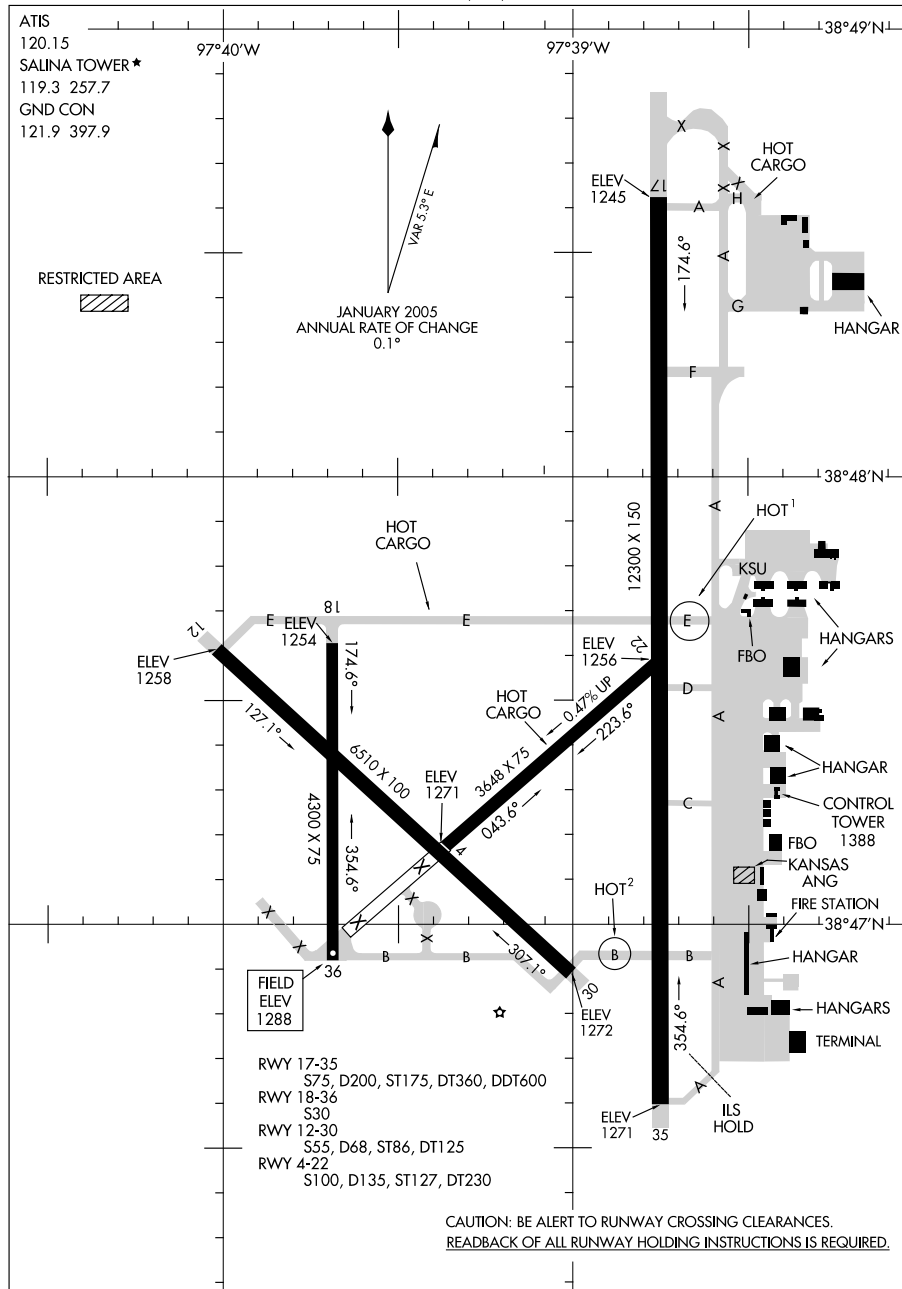 ATIS
120.15
SALINA TOWER★
119.3 257.7
GND CON
121.9 397.9
97°40'W
97°39'W
38°49'N
VAR 5.3° E
JANUARY 2005
ANNUAL RATE OF CHANGE
0.1°
RESTRICTED AREA
X
X
HOT
CARGO
ELEV
1245
17
A
X
X
H
174.6°
A
G
HANGAR
F
38°48'N
12300 X 150
A
HOT 1
HOT
CARGO
KSU
E
E
E
HANGARS
FBO
12
ELEV
1254
18
ELEV
1258
ELEV
1256
22
174.6°
127.1°
HOT
CARGO
0.47% UP
223.6°
D
A
6510 X 100
ELEV
1271
3648 X 75
043.6°
HANGAR
4300 X 75
354.6°
4
C
CONTROL
TOWER
1388
FBO
KANSAS
ANG
X
X
X
X
X
HOT 2
FIRE STATION
38°47'N
B
B
B
B
307.1°
30
36
FIELD
ELEV
1288
HANGAR
A
ELEV
1272
354.6°
HANGARS
TERMINAL
RWY 17-35
S75, D200, ST175, DT360, DDT600
RWY 18-36
S30
RWY 12-30
S55, D68, ST86, DT125
RWY 4-22
S100, D135, ST127, DT230
ELEV
1271
35
A
ILS
HOLD
CAUTION: BE ALERT TO RUNWAY CROSSING CLEARANCES.
READBACK OF ALL RUNWAY HOLDING INSTRUCTIONS IS REQUIRED.